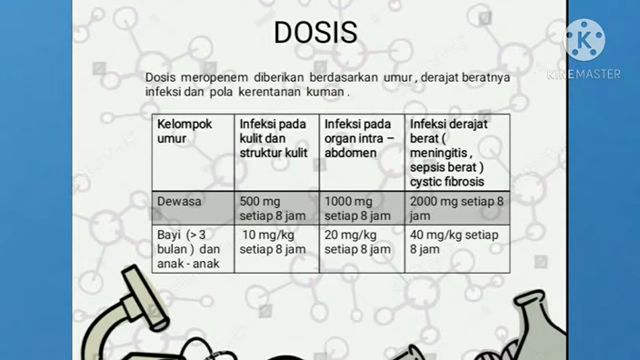 DOSIS
KINEMASTER
Dosis meropenem diberikan berdasarkan umur , derajat beratnya
infeksi dan pola kerentanan kuman .
Kelompok
umur
Infeksi pada
kulit dan
struktur kulit
Infeksi pada
organ intra –
abdomen
Infeksi derajat
berat (
meningitis ,
sepsis berat )
cystic fibrosis
Dewasa
500 mg
setiap 8 jam
1000 mg
setiap 8 jam
2000 mg setiap 8
jam
Bayi (> 3
bulan ) dan
anak - anak
10 mg/kg
setiap 8 jam
20 mg/kg
setiap 8 jam
40 mg/kg setiap
8 jam